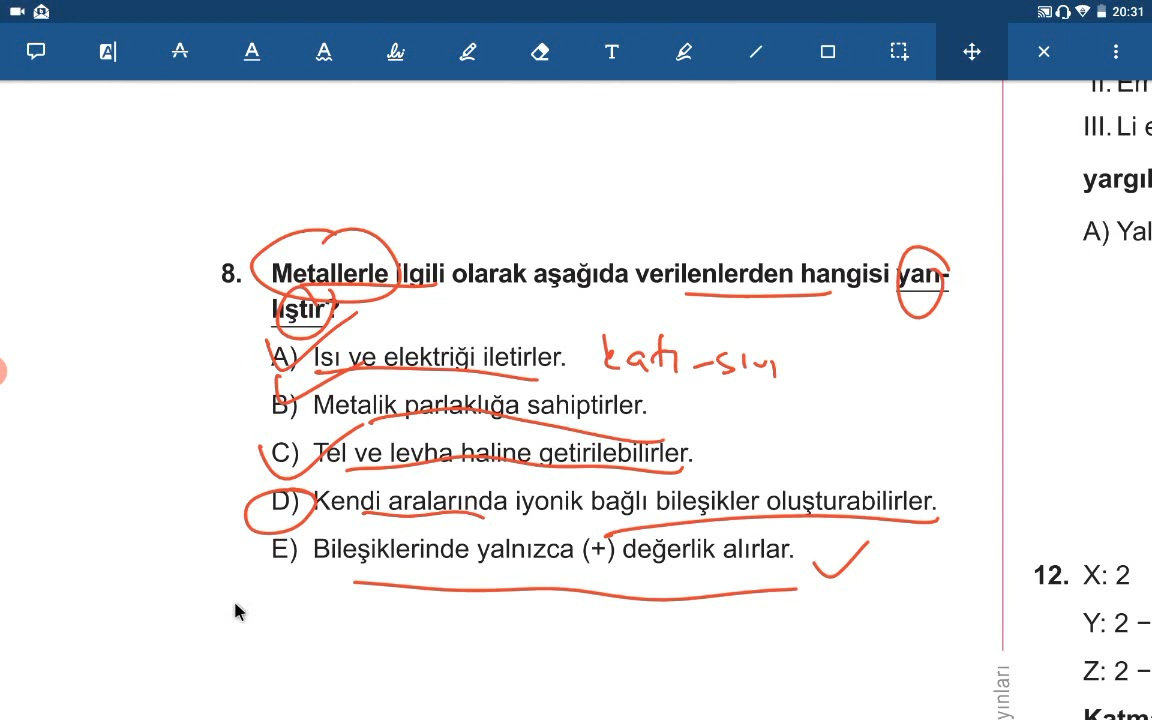 20:31
II. Em
III. Li e
yargıl
A) Yal
8. Metallerle ilgili olarak aşağıda verilenlerden hangisi yan-
lıştır?
A) Isı ve elektriği iletirler. katı - sıvı
B) Metalik parlaklığa sahiptirler.
C) Tel ve levha haline getirilebilirler.
D) Kendi aralarında iyonik bağlı bileşikler oluşturabilirler.
E) Bileşiklerinde yalnızca (+) değerlik alırlar.
12. X: 2
Y: 2 −
Z: 2 −
Katma
yınları